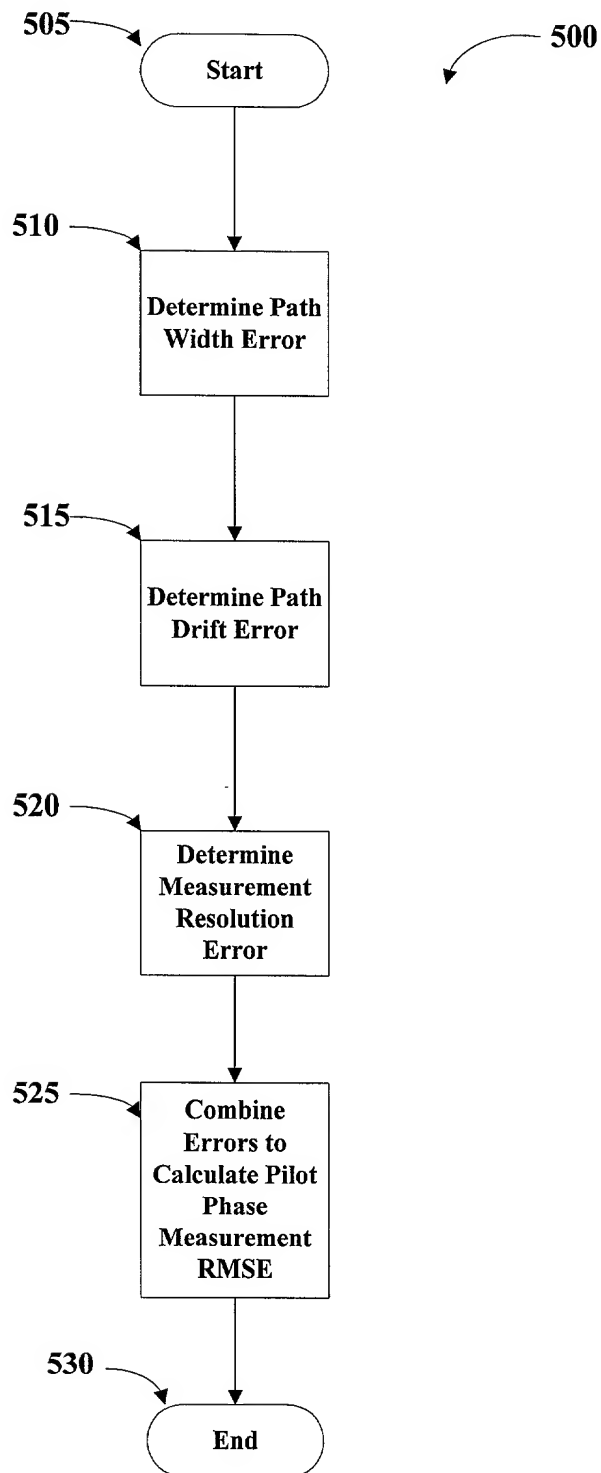 505
500
Start
510
Determine Path
Width Error
515
Determine Path
Drift Error
520
Determine
Measurement
Resolution
Error
525
Combine
Errors to
Calculate Pilot
Phase
Measurement
RMSE
530
End